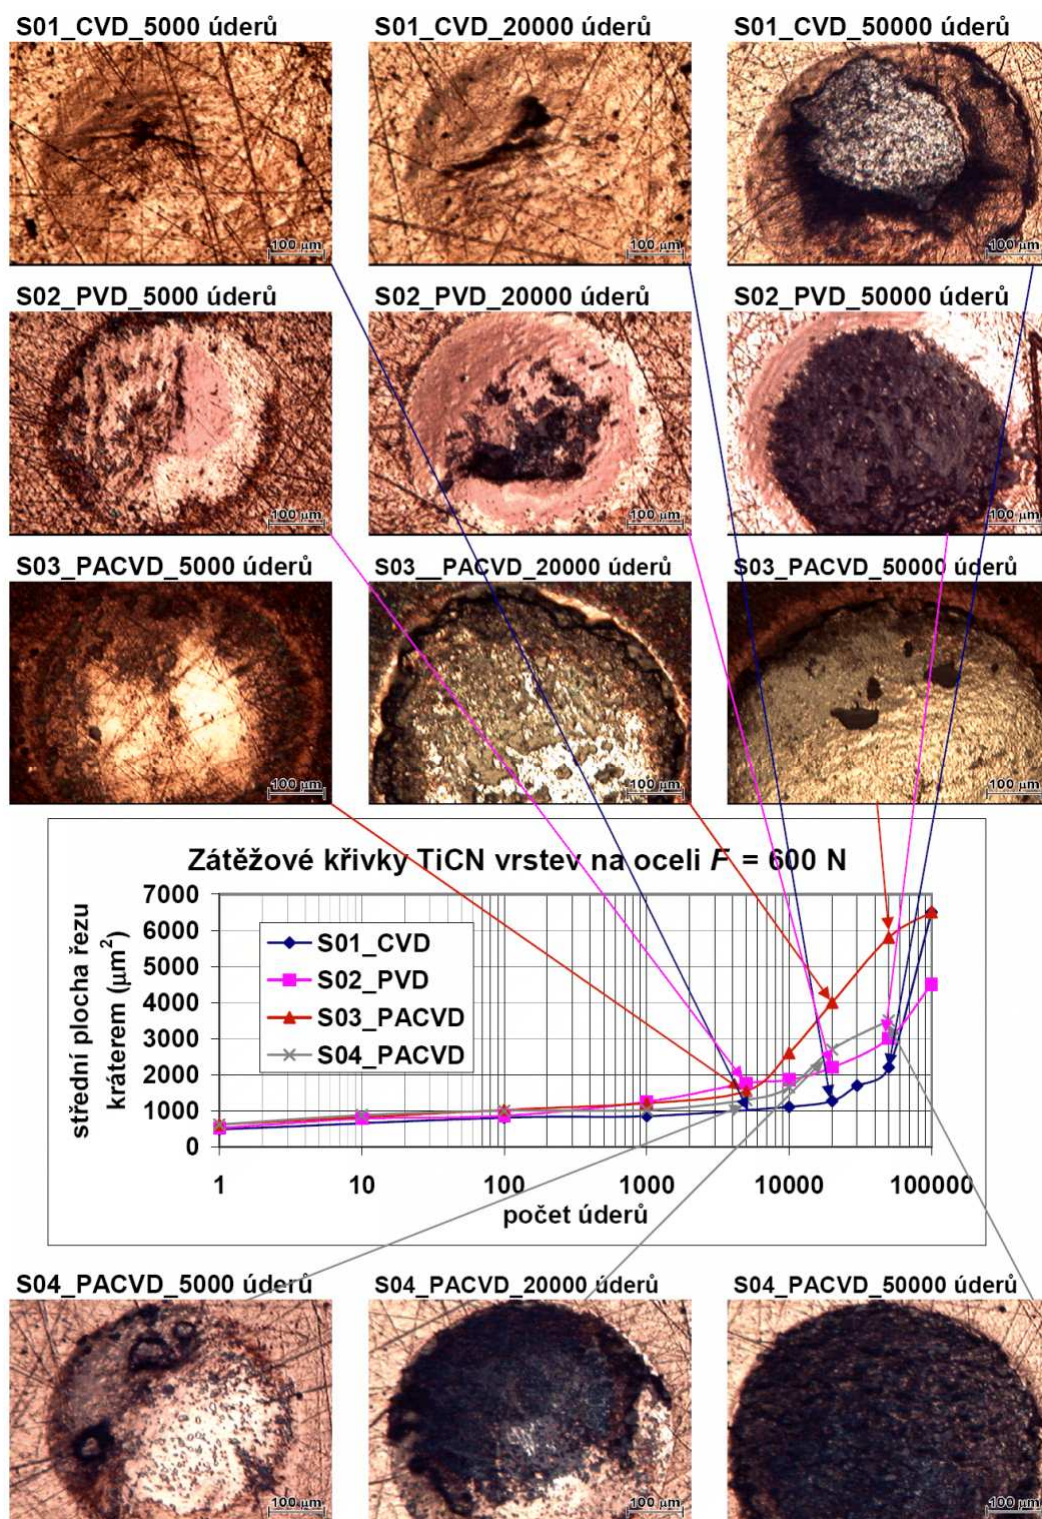 S01_CVD_5000 úderů
S01_CVD_20000 úderů
S01_CVD_50000 úderů
100 µm
100 µm
100 µm
S02_PVD_5000 úderů
S02_PVD_20000 úderů
S02_PVD_50000 úderů
100 µm
100 µm
100 µm
S03_PACVD_5000 úderů
S03__PACVD_20000 úderů
S03_PACVD_50000 úderů
100 µm
100 µm
100 µm
Zátěžové křivky TiCN vrstev na oceli F = 600 N
střední plocha řezu
kráterem (µm²)
7000
6000
5000
4000
3000
2000
1000
0
S01_CVD
S02_PVD
S03_PACVD
S04_PACVD
1
10
100
1000
10000
100000
počet úderů
S04_PACVD_5000 úderů
S04_PACVD_20000 úderů
S04_PACVD_50000 úderů
100 µm
100 µm
100 µm